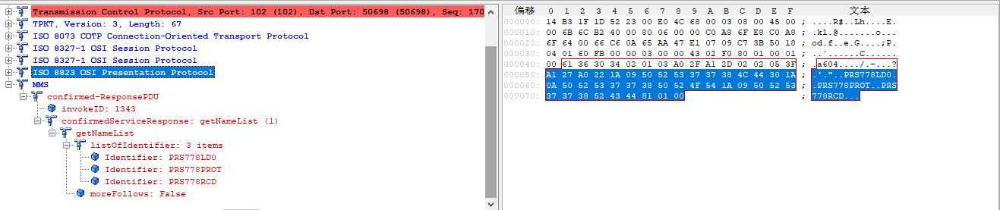 Transmission Control Protocol, Src Port: 102 (102), Dst Port: 50698 (50698), Seq: 170
TPKT, Version: 3, Length: 67
ISO 8073 COTP Connection-Oriented Transport Protocol
ISO 8327-1 OSI Session Protocol
ISO 8327-1 OSI Session Protocol
ISO 8823 OSI Presentation Protocol
MMS
confirmed-ResponsePDU
invokeID: 1343
confirmedServiceResponse: getNameList (1)
getNameList
listOfIdentifier: 3 items
Identifier: PRS778LD0
Identifier: PRS778PROT
Identifier: PRS778RCD
moreFollows: False
偏移 0 1 2 3 4 5 6 7 8 9 A B C D E F 文本
000000: 14 B3 1F 1D 52 23 00 E0 4C 68 00 03 08 00 45 00 ; ....R#..Lh....E.
000010: 00 6B 6C B2 40 00 80 06 00 00 C0 A8 6F E8 C0 A8 ; .kl.@.......o...
000020: 6F 64 00 66 C6 0A 65 AA 47 E1 07 09 C7 3B 50 18 ; od.f..e.G....;P.
000030: 04 01 60 FB 00 00 03 00 00 43 02 F0 80 01 00 01 ; ..`......C......
000040: 00 61 36 30 34 02 01 03 A0 2F A1 2D 02 02 05 3F ; .a604..../.-...?
000050: A1 27 A0 22 1A 09 50 52 53 37 37 38 4C 44 30 1A ; .'."..PRS778LD0.
000060: 0A 50 52 53 37 37 38 50 52 4F 54 1A 09 50 52 53 ; .PRS778PROT..PRS
000070: 37 37 38 52 43 44 81 01 00 ; 778RCD...